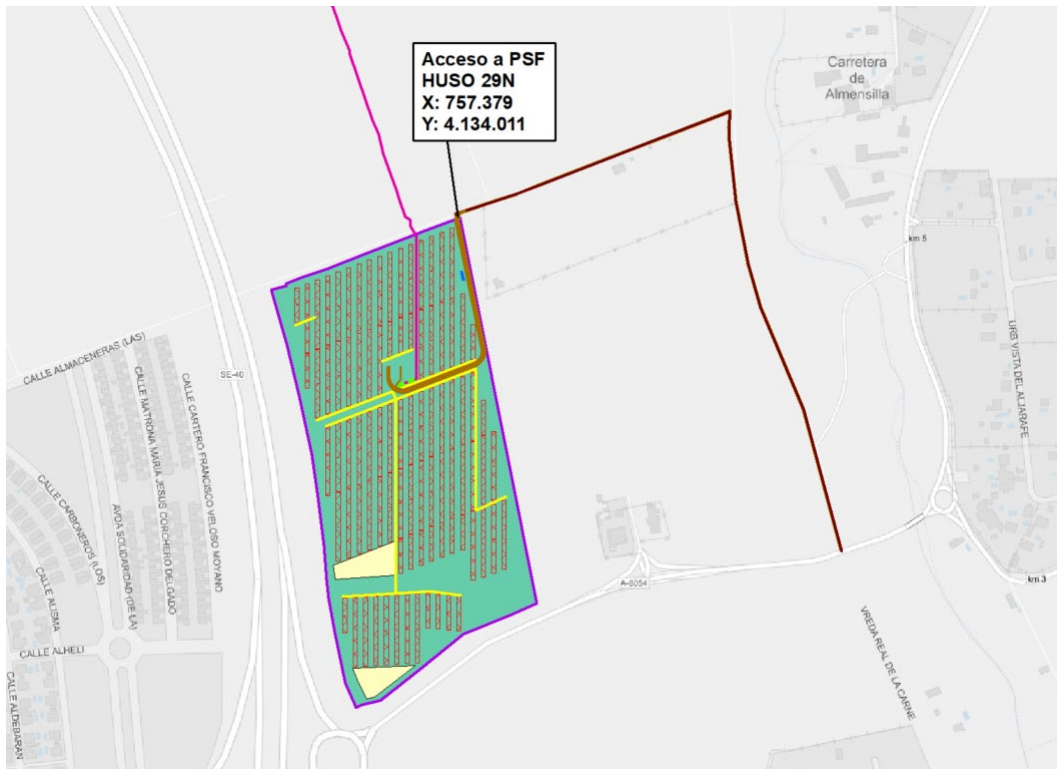 Acceso a PSF
HUSO 29N
X: 757.379
Y: 4.134.011
Carretera
de
Almensilla
km 5
CALLE ALMACENERAS (LAS)
SE-40
URB VISTA DEL ALJARAFE
CALLE MATRONA MARIA JESUS CORCHERO DELGADO
CALLE CARTERO FRANCISCO VELOSO MOYANO
CALLE CARBONEROS (LOS)
AVDA SOLIDARIDAD (DE LA)
CALLE ALISMA
A-8054
km 3
CALLE ALHELI
VREDA REAL DE LA CARNE
CALLE ALDEBARAN